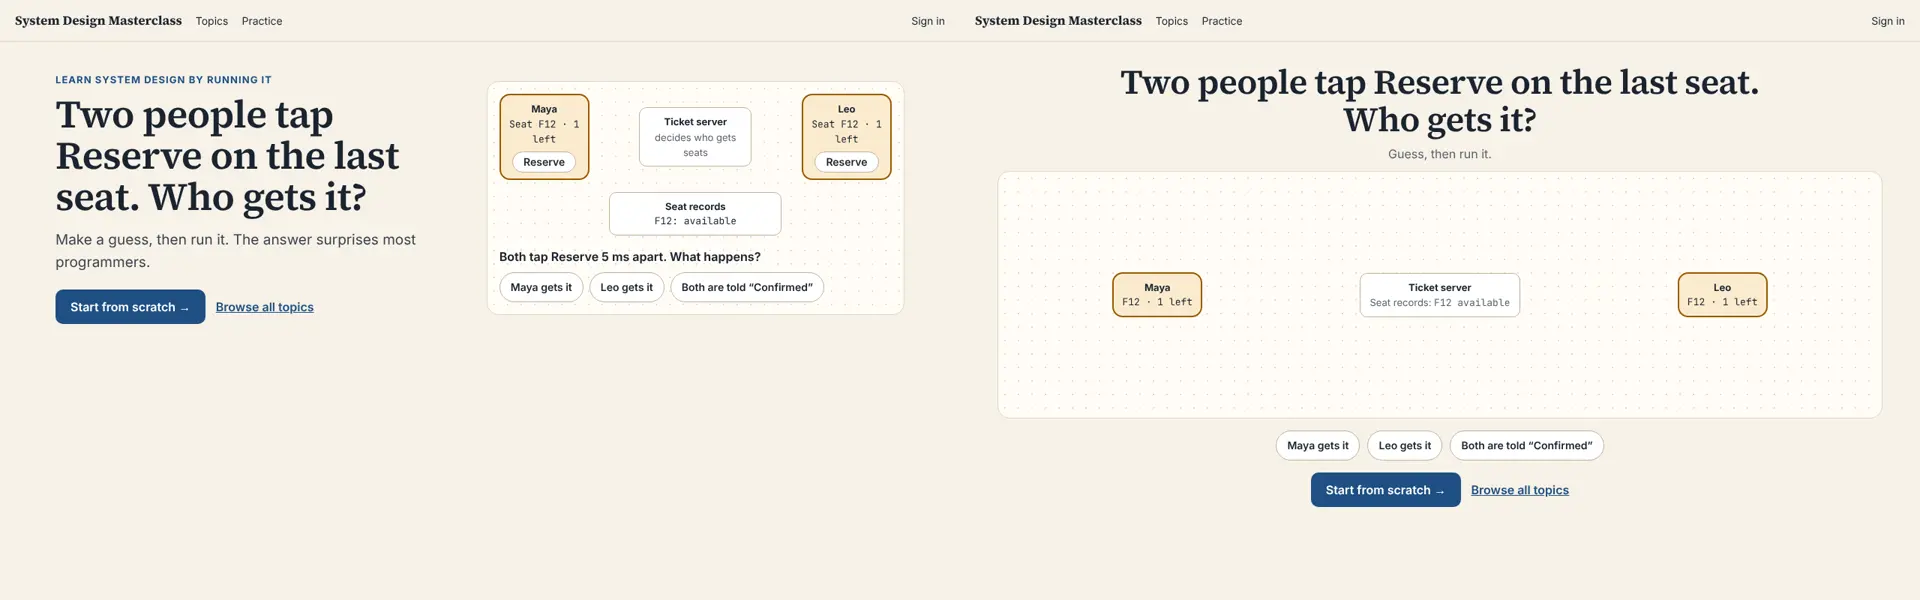 System Design Masterclass Topics Practice Sign in
LEARN SYSTEM DESIGN BY RUNNING IT
Two people tap
Reserve on the last
seat. Who gets it?
Make a guess, then run it. The answer surprises most
programmers.
Start from scratch → Browse all topics
Maya
Seat F12 · 1
left
Reserve
Ticket server
decides who gets
seats
Leo
Seat F12 · 1
left
Reserve
Seat records
F12: available
Both tap Reserve 5 ms apart. What happens?
Maya gets it Leo gets it Both are told “Confirmed”
System Design Masterclass Topics Practice Sign in
Two people tap Reserve on the last seat.
Who gets it?
Guess, then run it.
Maya
F12 · 1 left
Ticket server
Seat records: F12 available
Leo
F12 · 1 left
Maya gets it Leo gets it Both are told “Confirmed”
Start from scratch → Browse all topics